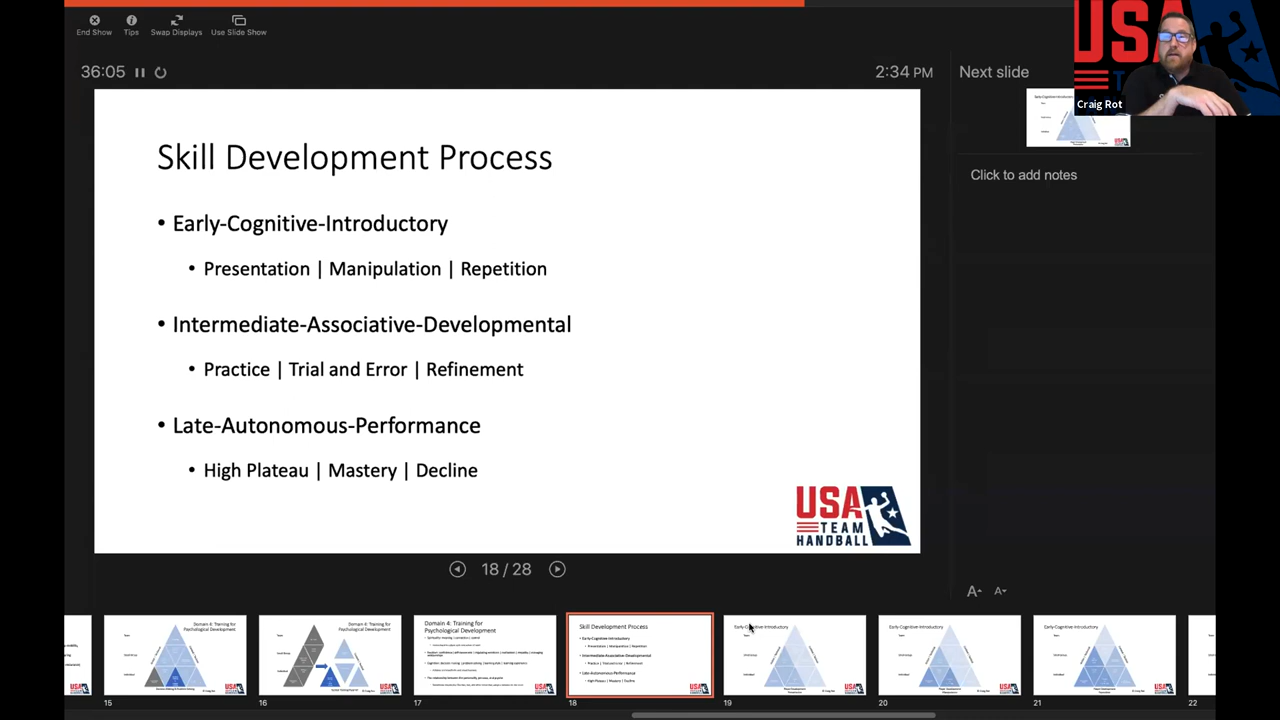 End Show
Tips
Swap Displays
Use Slide Show
36:05
2:34 PM
Next slide
USA
Craig Rot
Early-Cognitive-Introductory
Click to add notes
Skill Development Process
• Early-Cognitive-Introductory
• Presentation | Manipulation | Repetition
• Intermediate-Associative-Developmental
• Practice | Trial and Error | Refinement
• Late-Autonomous-Performance
• High Plateau | Mastery | Decline
USA
TEAM
HANDBALL
18 / 28
Domain 4: Training for
Psychological Development
Domain 4: Training for
Psychological Development
Domain 4: Training for
Psychological Development
Skill Development Process
• Early-Cognitive-Introductory
• Presentation | Manipulation | Repetition
• Intermediate-Associative-Developmental
• Practice | Trial and Error | Refinement
• Late-Autonomous-Performance
• High Plateau | Mastery | Decline
Early-Cognitive-Introductory
Early-Cognitive-Introductory
Early-Cognitive-Introductory
15
16
17
18
19
20
21
22